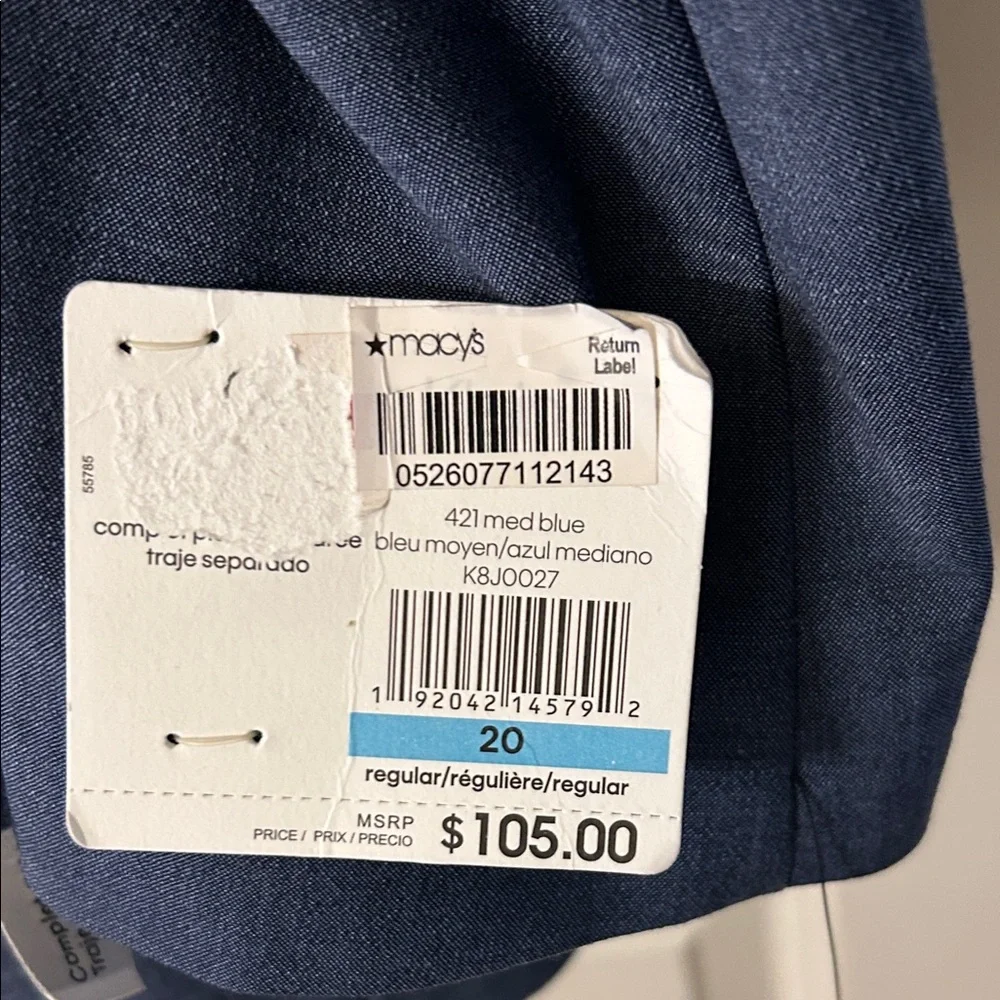 ★macy's
Return
Label
0526077112143
55785
traje separado
421 med blue
bleu moyen/azul mediano
K8J0027
1 92042 14579 2
20
regular/régulière/regular
MSRP
PRICE / PRIX / PRECIO
$105.00